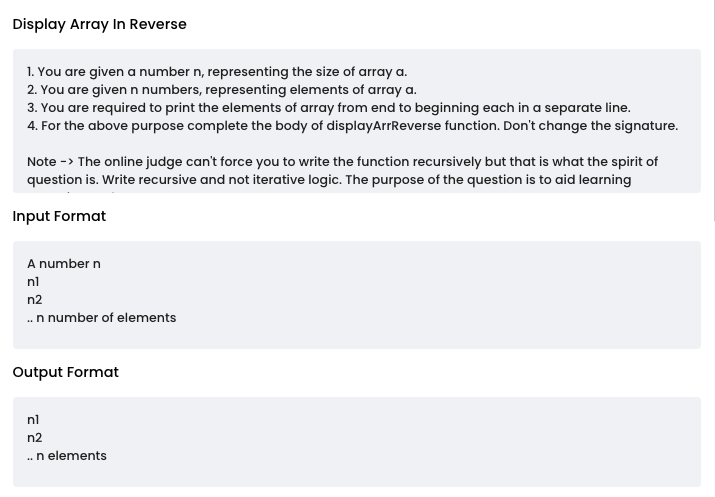 Display Array In Reverse
1. You are given a number n, representing the size of array a.
2. You are given n numbers, representing elements of array a.
3. You are required to print the elements of array from end to beginning each in a separate line.
4. For the above purpose complete the body of displayArrReverse function. Don't change the signature.
Note -> The online judge can't force you to write the function recursively but that is what the spirit of
question is. Write recursive and not iterative logic. The purpose of the question is to aid learning
Input Format
A number n
n1
n2
.. n number of elements
Output Format
n1
n2
.. n elements